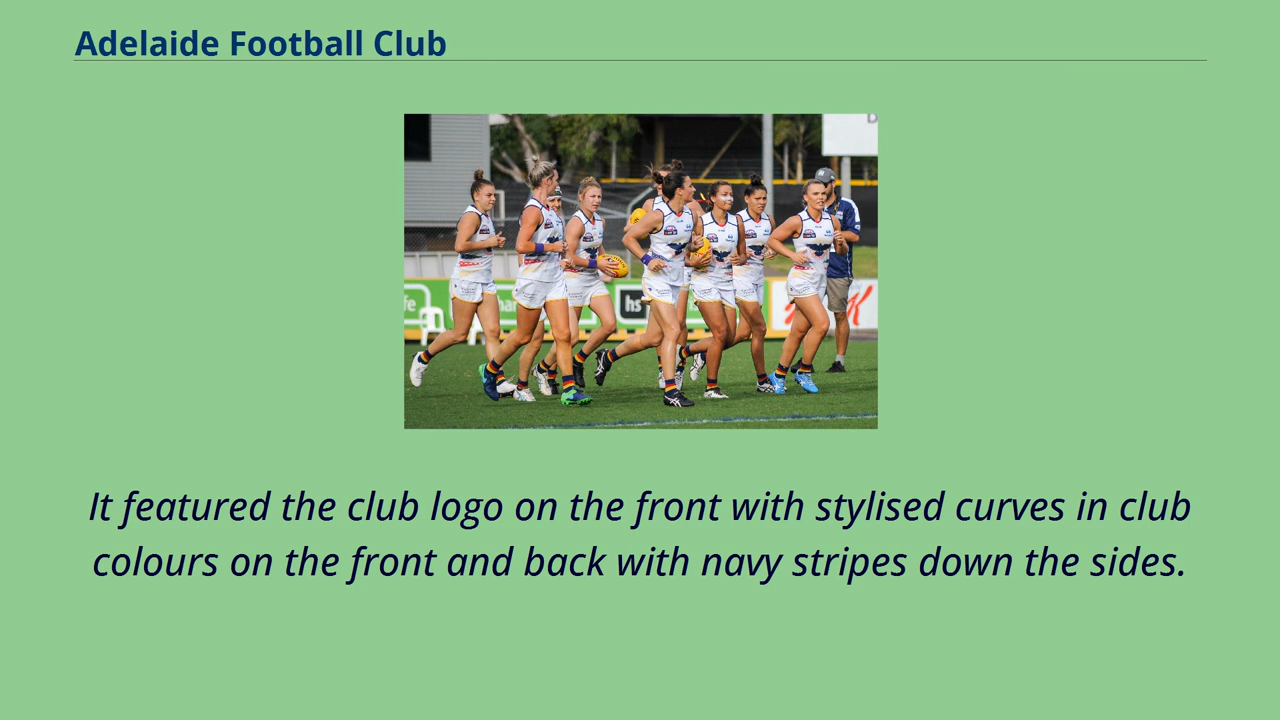 Adelaide Football Club
hs
It featured the club logo on the front with stylised curves in club
colours on the front and back with navy stripes down the sides.